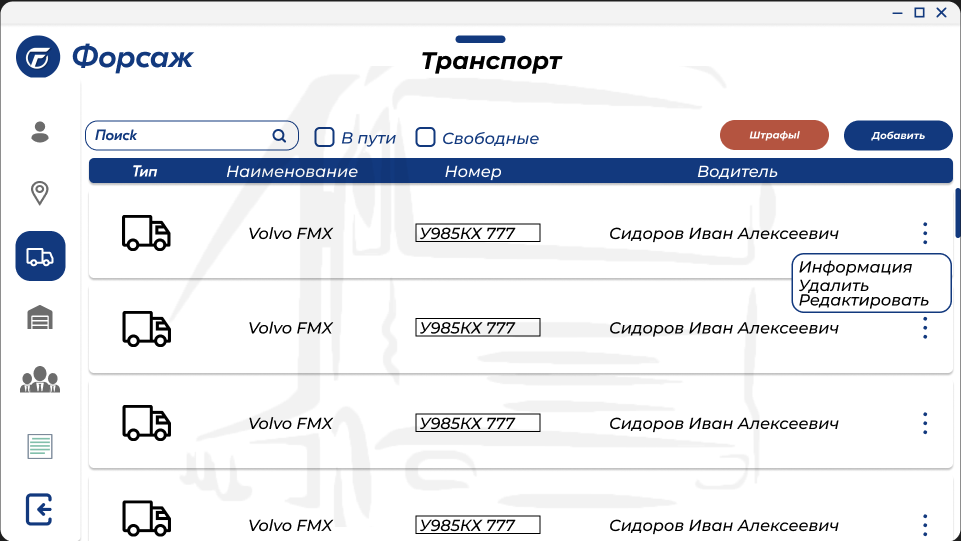 Форсаж
Транспорт
Поиск
В пути
Свободные
Штрафы!
Добавить
Тип Наименование Номер Водитель
Volvo FMX У985КХ 777 Сидоров Иван Алексеевич
Информация
Удалить
Редактировать
Volvo FMX У985КХ 777 Сидоров Иван Алексеевич
Volvo FMX У985КХ 777 Сидоров Иван Алексеевич
Volvo FMX У985КХ 777 Сидоров Иван Алексеевич